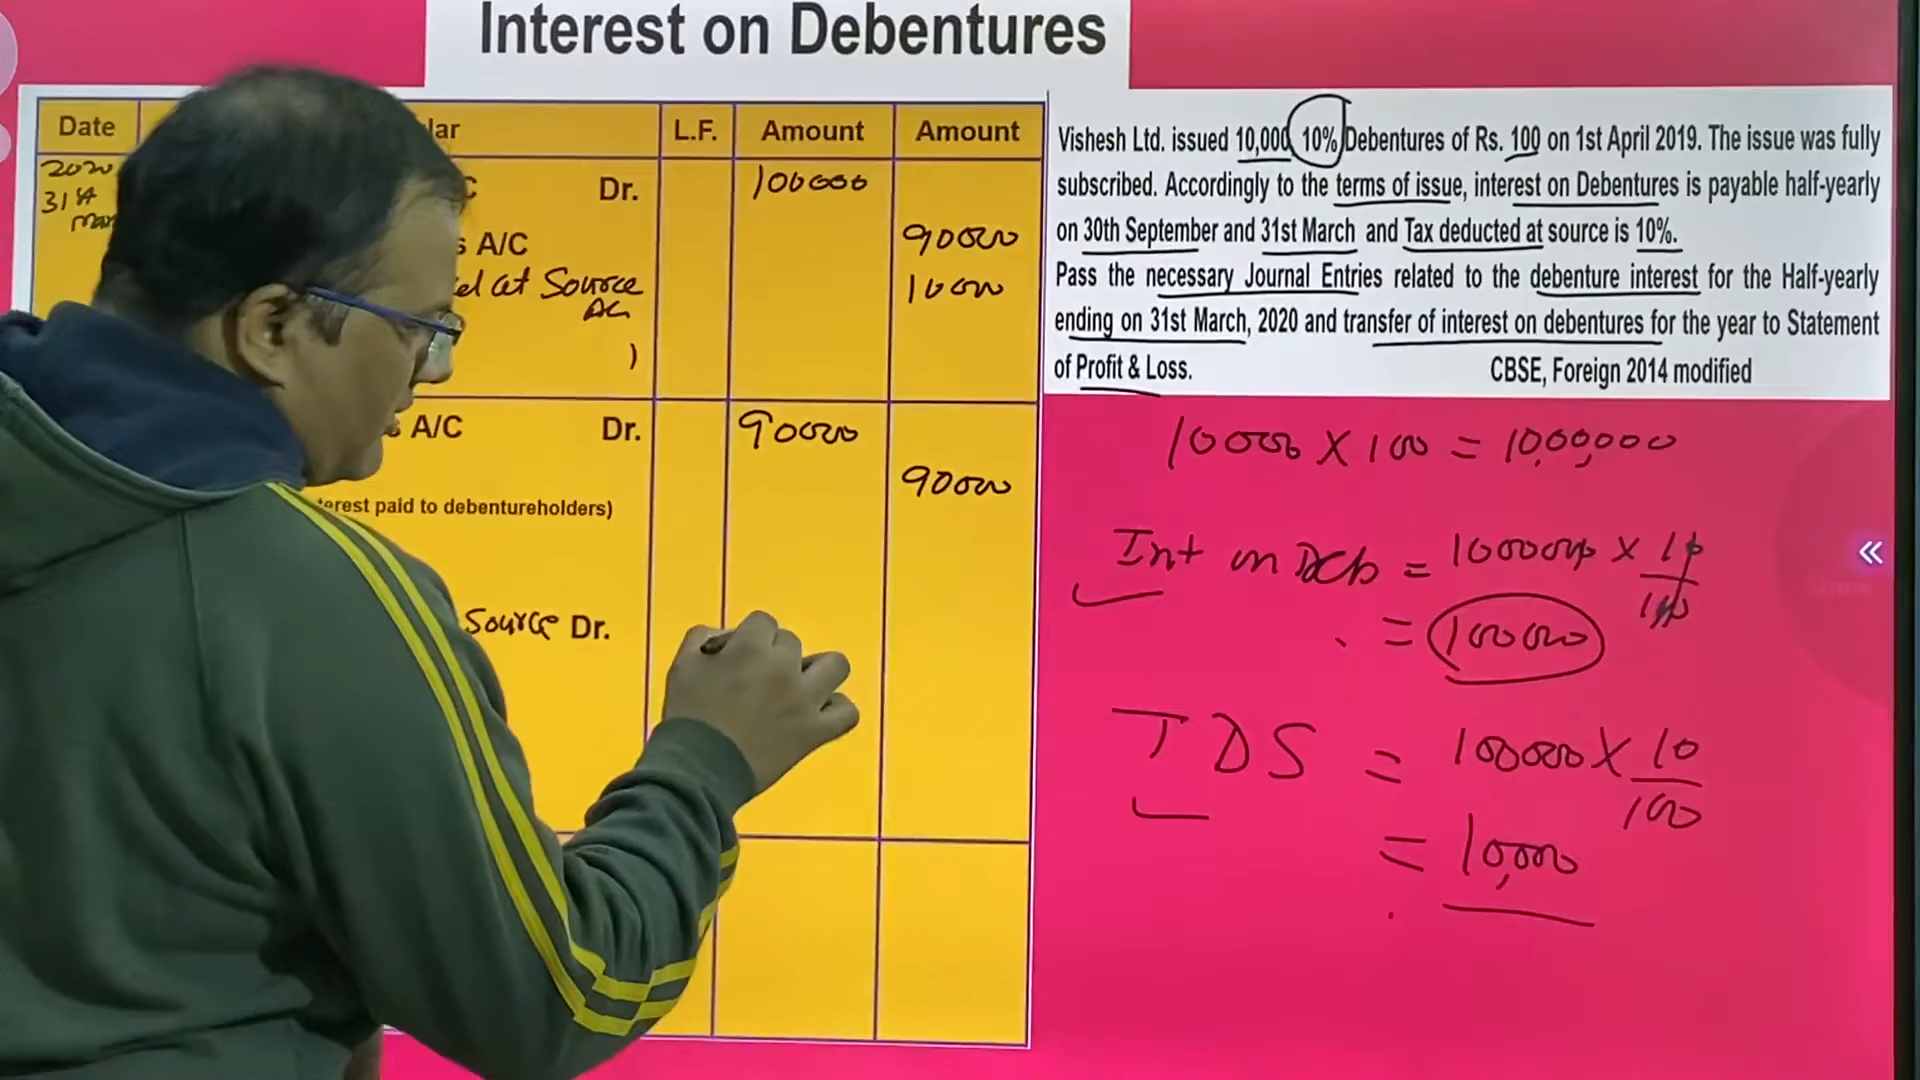 Interest on Debentures
Date lar L.F. Amount Amount
2020
31st
Mar
Dr. 100000
A/C 90000
at Source 10000
A/c
)
A/C Dr. 90000
90000
erest paid to debentureholders)
Source Dr.
Vishesh Ltd. issued 10,000 10% Debentures of Rs. 100 on 1st April 2019. The issue was fully
subscribed. Accordingly to the terms of issue, interest on Debentures is payable half-yearly
on 30th September and 31st March and Tax deducted at source is 10%.
Pass the necessary Journal Entries related to the debenture interest for the Half-yearly
ending on 31st March, 2020 and transfer of interest on debentures for the year to Statement
of Profit & Loss. CBSE, Foreign 2014 modified
10000 X 100 = 10,00,000
Int on Deb = 1000000 x 10
100
= 100000
TDS = 100000 X 10
100
= 10,000